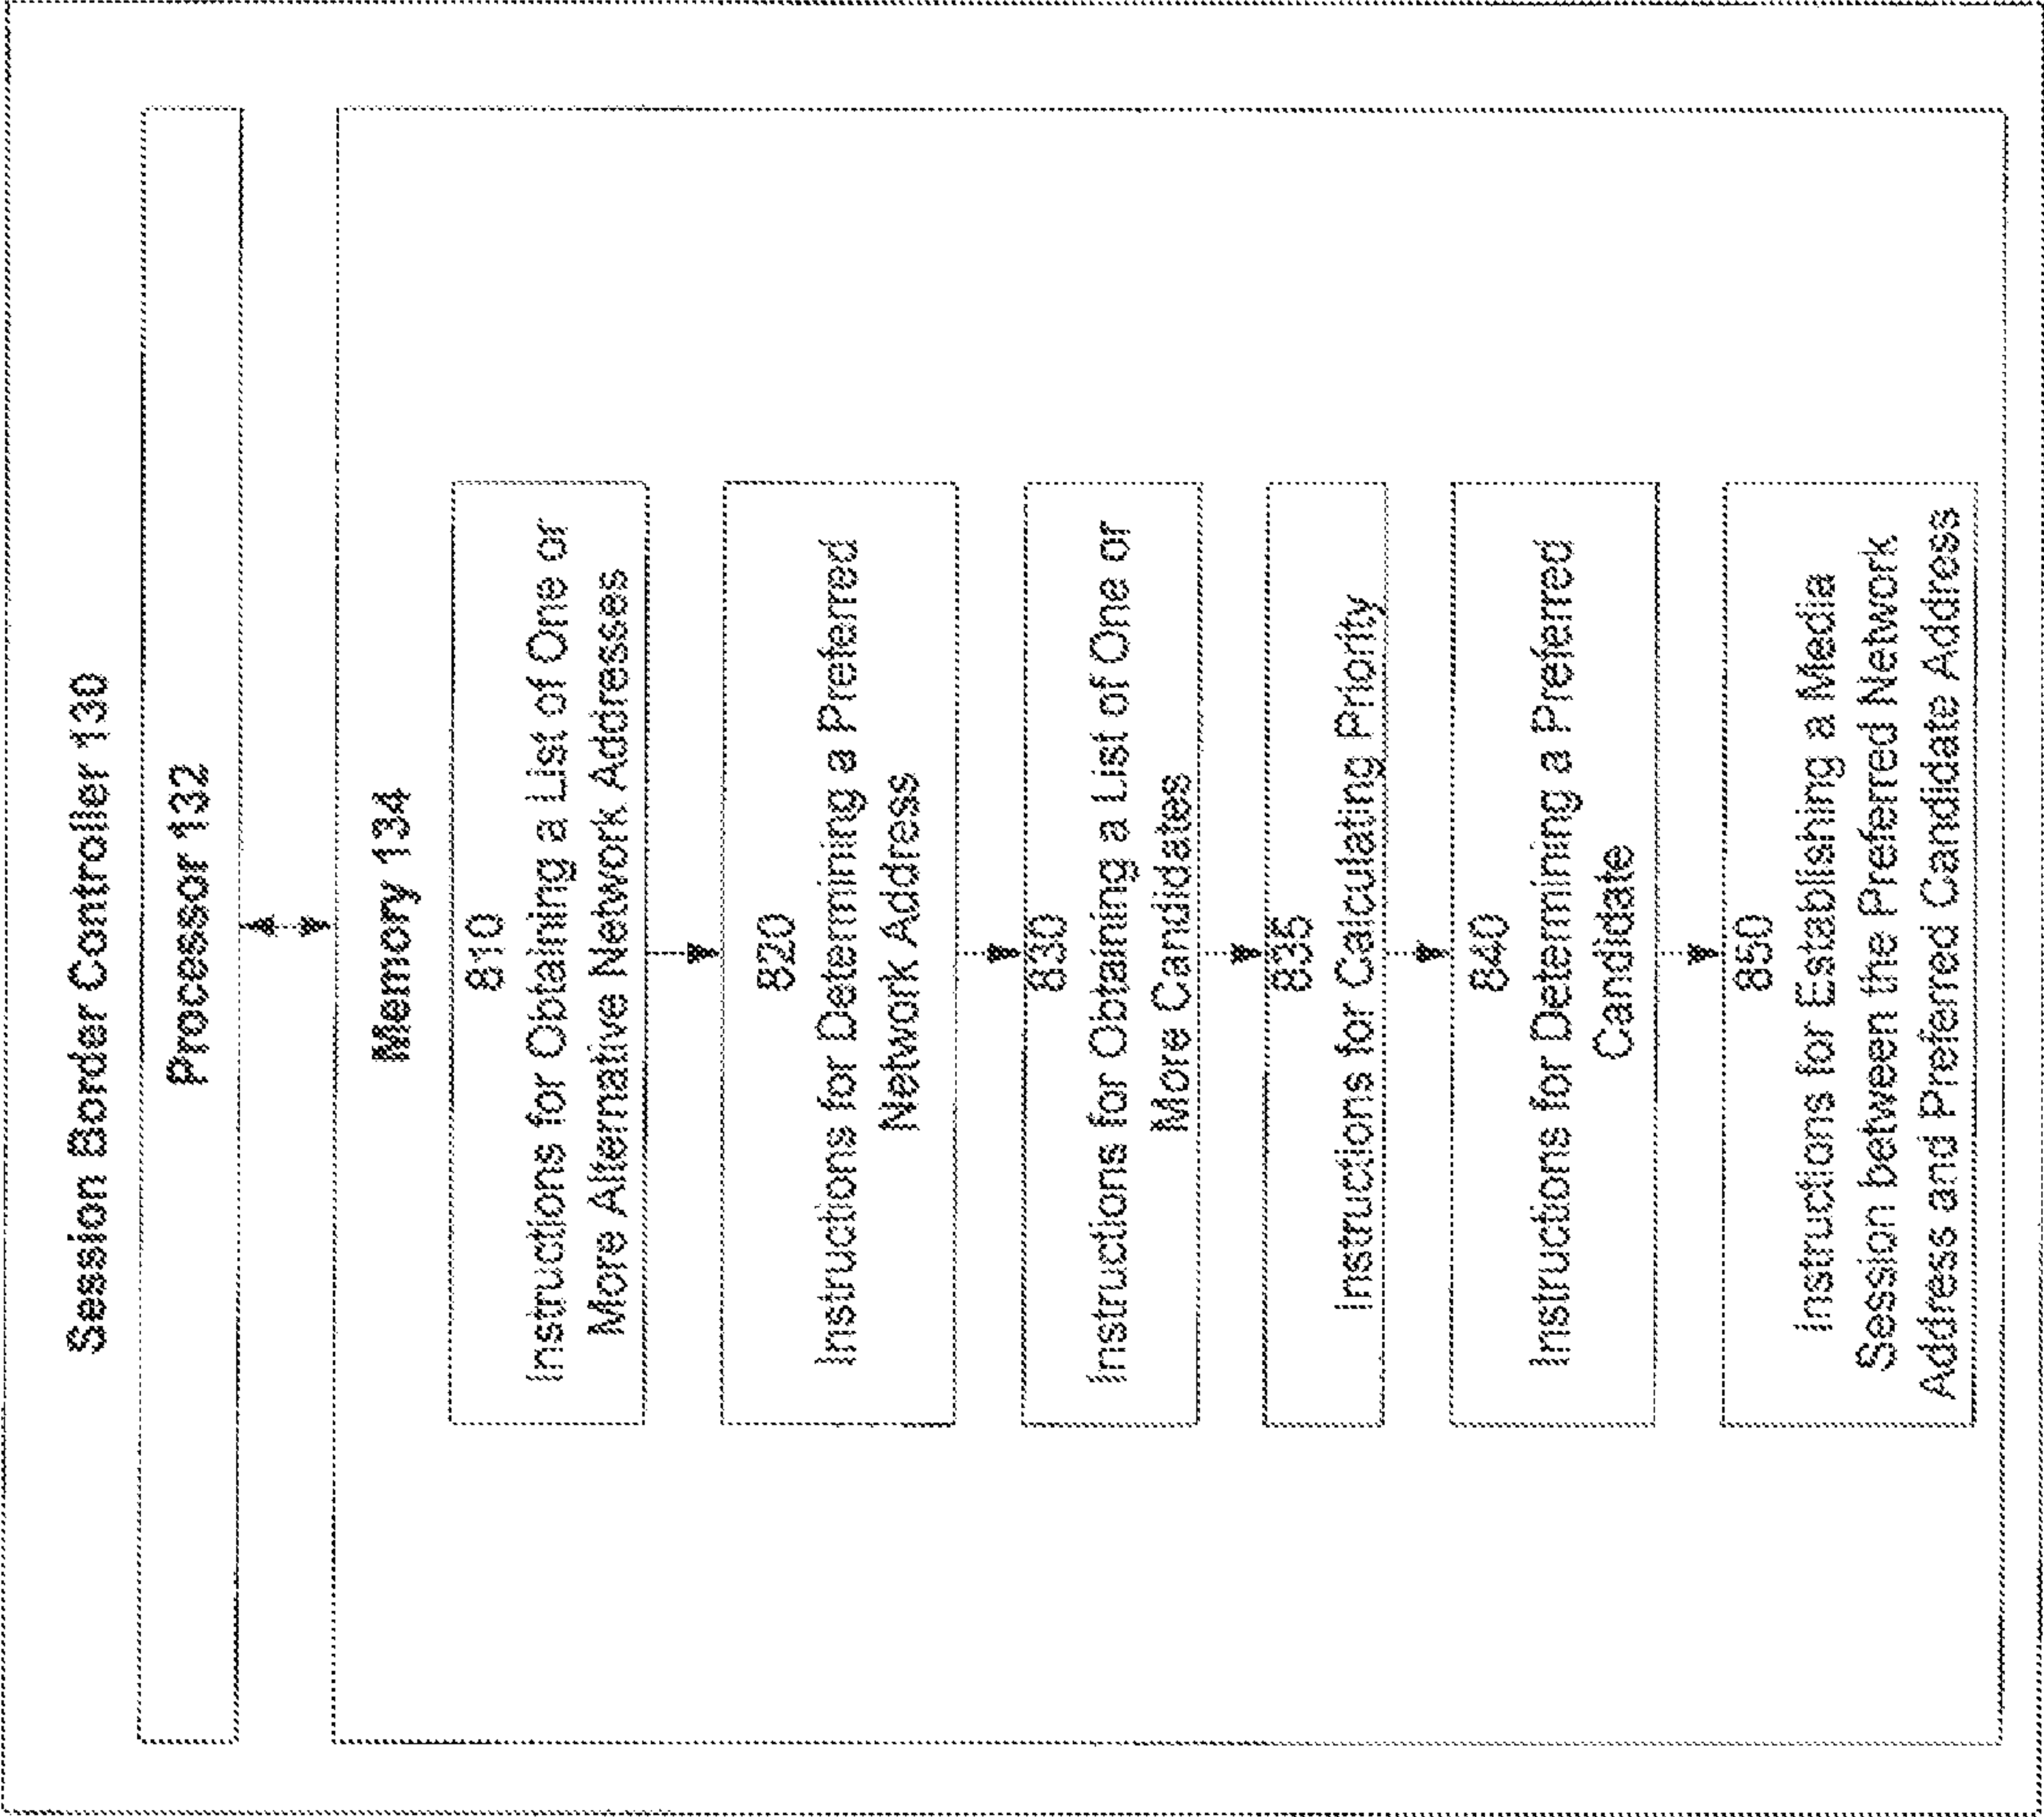 Session Border Controller 130
Processor 132
Memory 134
810
Instructions for Obtaining a List of One or
More Alternative Network Addresses
820
Instructions for Determining a Preferred
Network Address
830
Instructions for Obtaining a List of One or
More Candidates
835
Instructions for Calculating Priority
840
Instructions for Determining a Preferred
Candidate
850
Instructions for Establishing a Media
Session between the Preferred Network
Address and Preferred Candidate Address